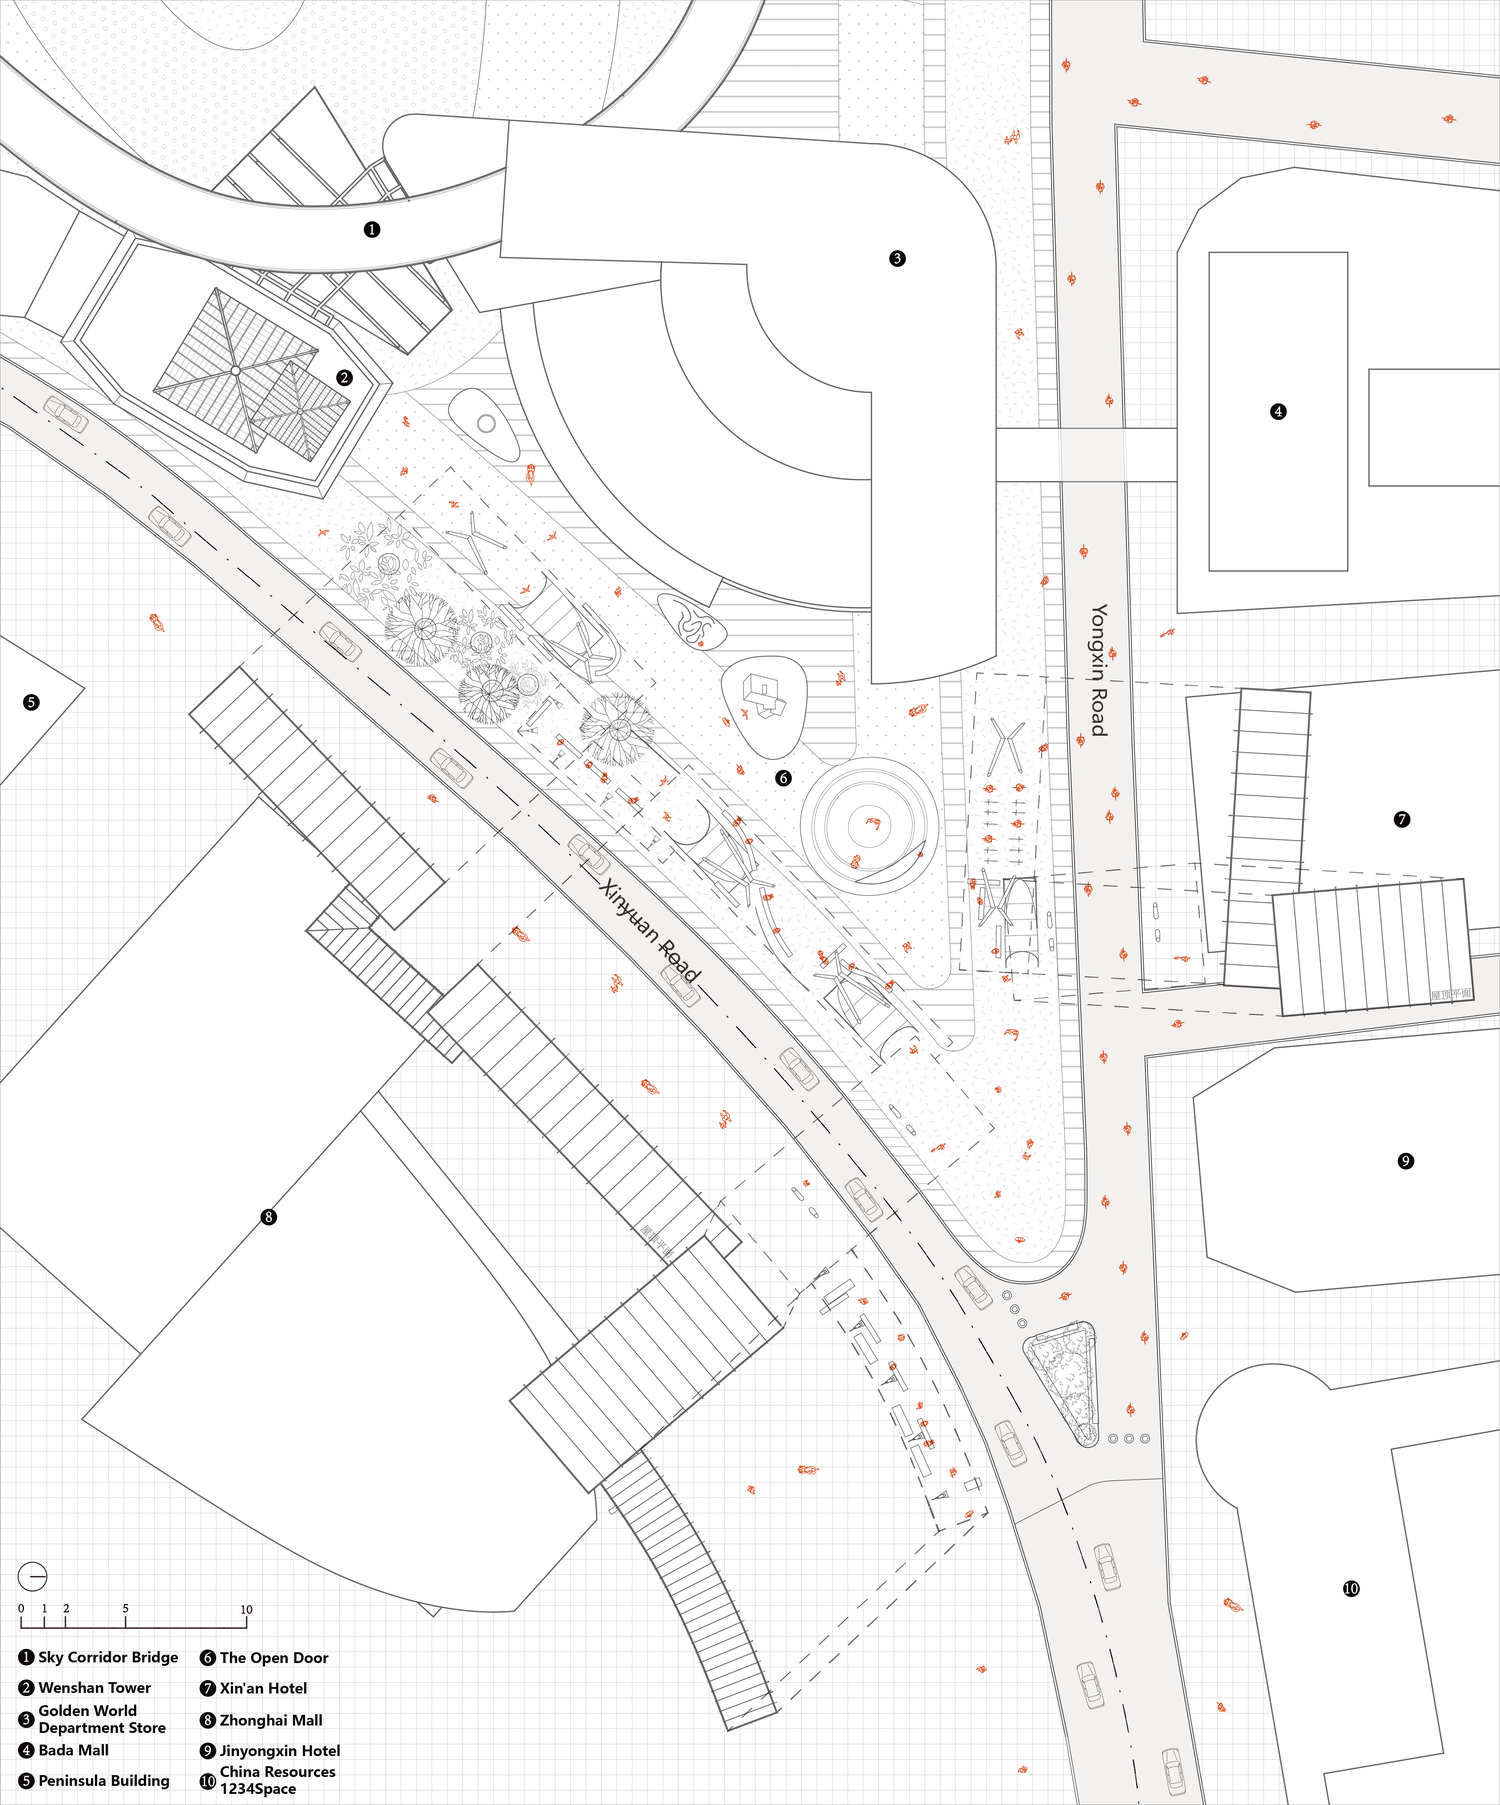 1
2
3
4
5
6
7
8
9
10
Yongxin Road
Xinyuan Road
屋顶平面
屋顶平面
0 1 2 5 10
1 Sky Corridor Bridge
2 Wenshan Tower
3 Golden World
Department Store
4 Bada Mall
5 Peninsula Building
6 The Open Door
7 Xin'an Hotel
8 Zhonghai Mall
9 Jinyongxin Hotel
10 China Resources
1234Space